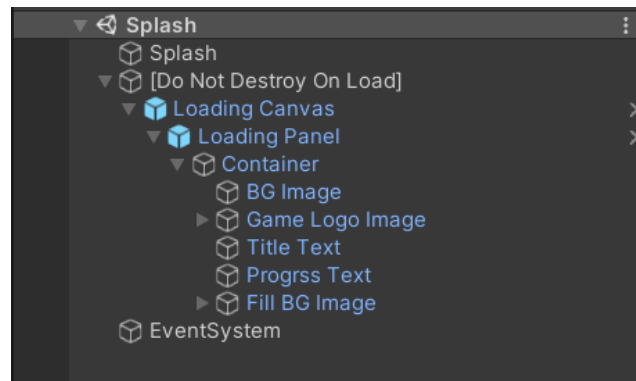 Splash
Splash
[Do Not Destroy On Load]
Loading Canvas
Loading Panel
Container
BG Image
Game Logo Image
Title Text
Progrss Text
Fill BG Image
EventSystem